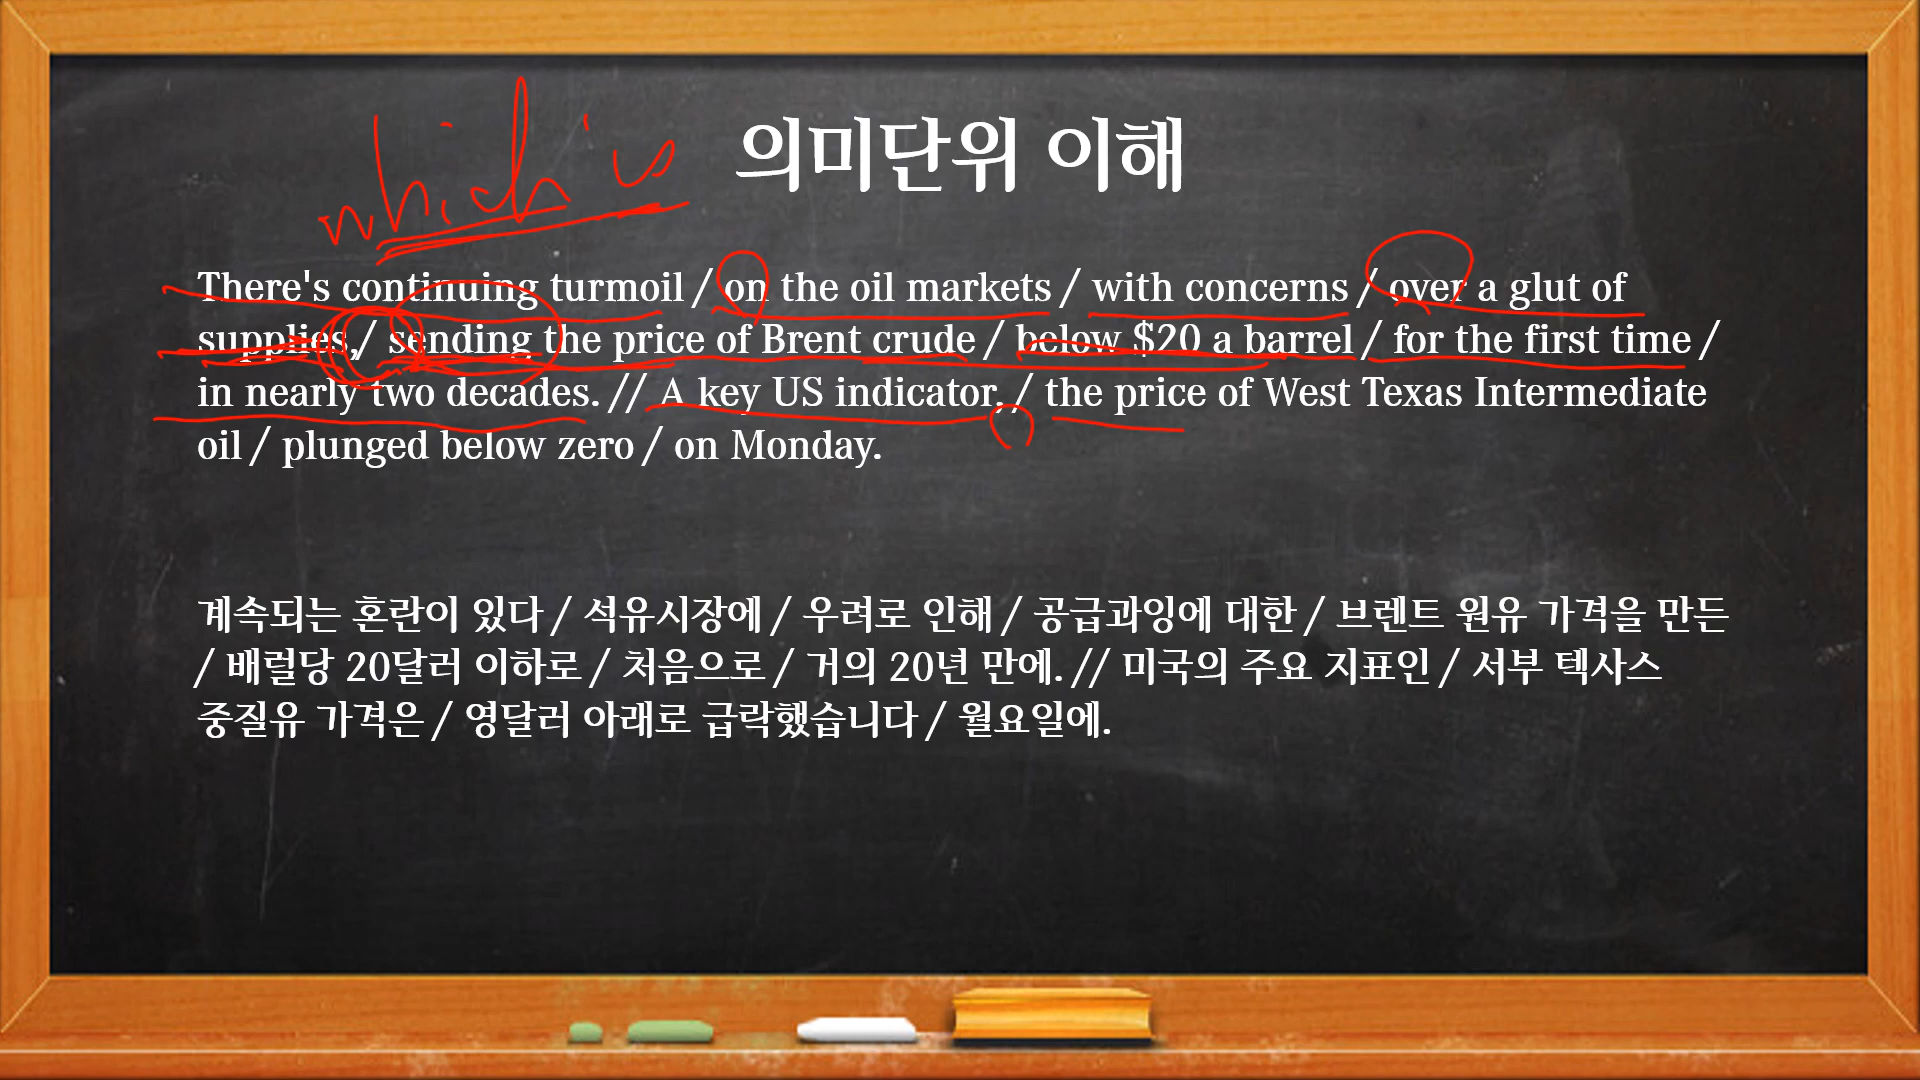 which is
의미단위 이해
There's continuing turmoil / on the oil markets / with concerns / over a glut of
supplies, / sending the price of Brent crude / below $20 a barrel / for the first time /
in nearly two decades. // A key US indicator, / the price of West Texas Intermediate
oil / plunged below zero / on Monday.
계속되는 혼란이 있다 / 석유시장에 / 우려로 인해 / 공급과잉에 대한 / 브렌트 원유 가격을 만든
/ 배럴당 20달러 이하로 / 처음으로 / 거의 20년 만에. // 미국의 주요 지표인 / 서부 텍사스
중질유 가격은 / 영달러 아래로 급락했습니다 / 월요일에.